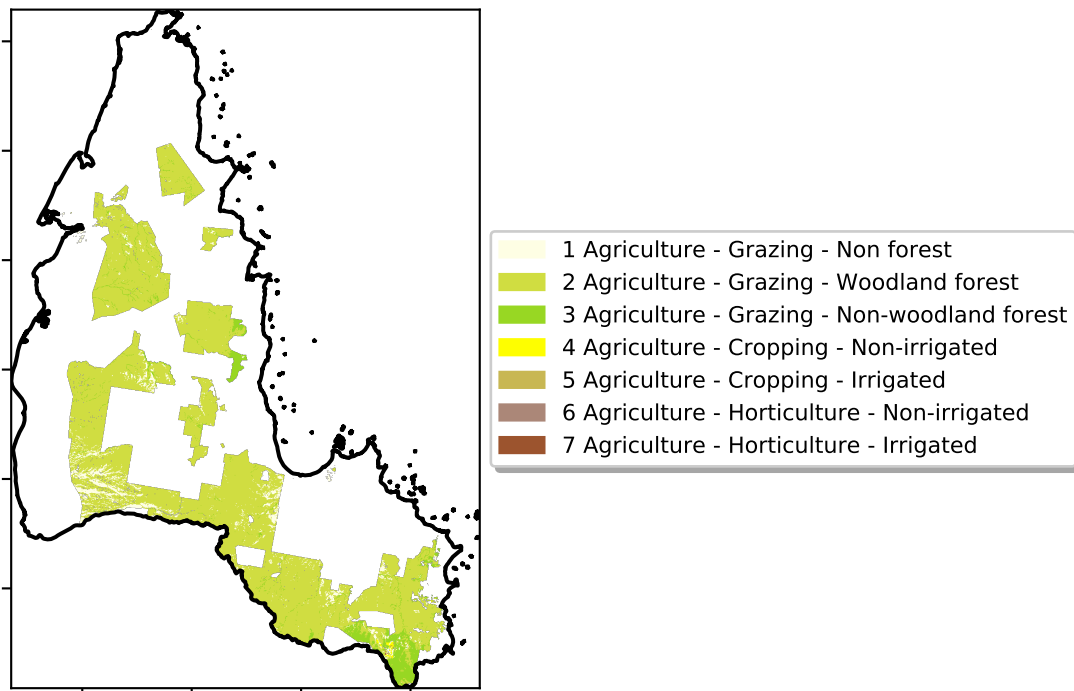 1 Agriculture - Grazing - Non forest
2 Agriculture - Grazing - Woodland forest
3 Agriculture - Grazing - Non-woodland forest
4 Agriculture - Cropping - Non-irrigated
5 Agriculture - Cropping - Irrigated
6 Agriculture - Horticulture - Non-irrigated
7 Agriculture - Horticulture - Irrigated